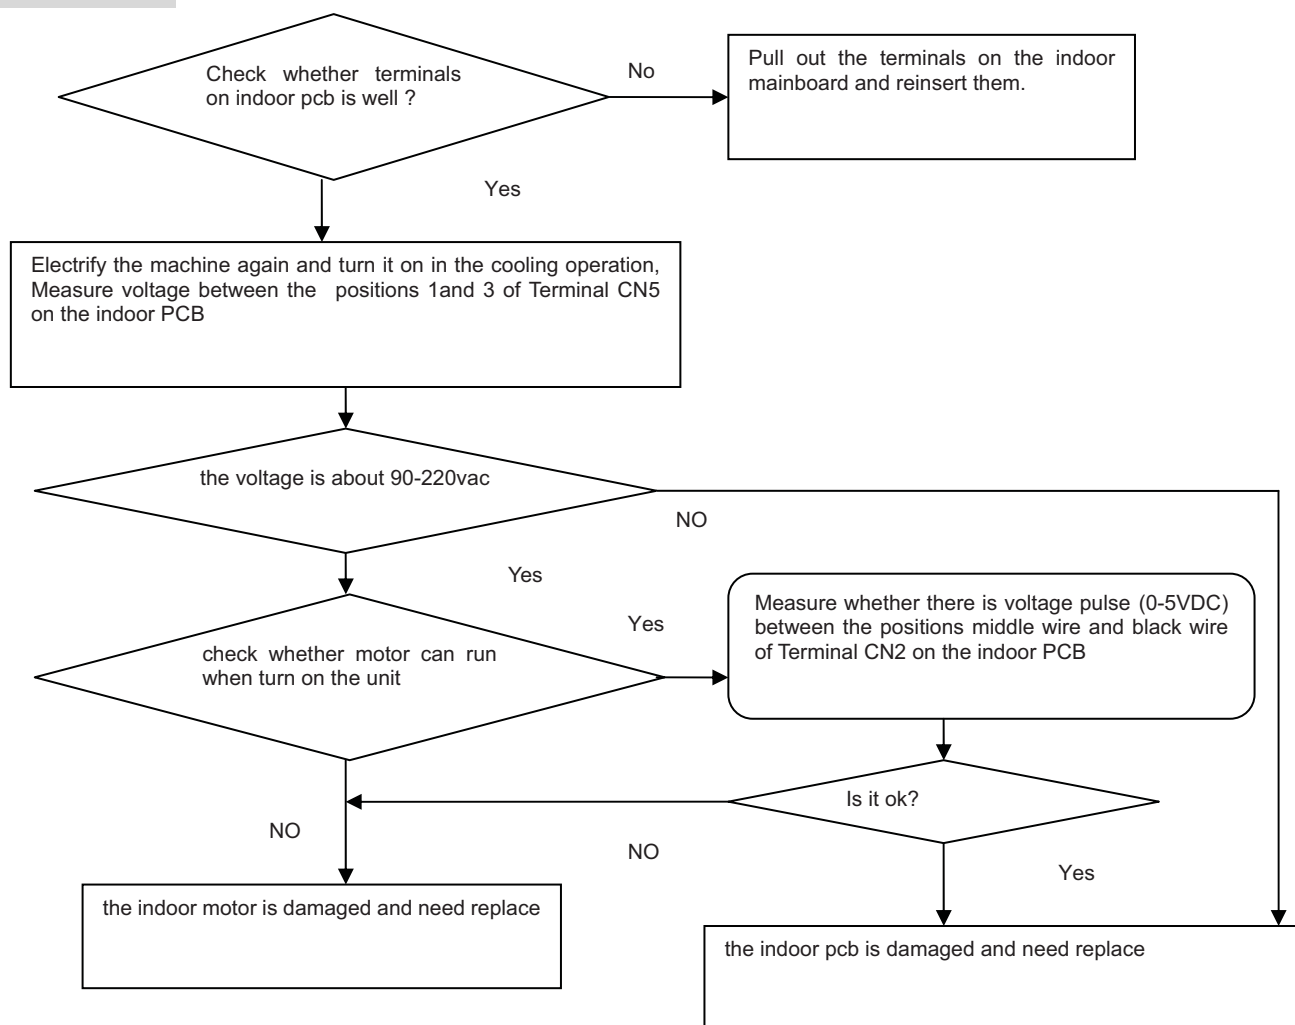 Check whether terminals
on indoor pcb is well ?
No
Pull out the terminals on the indoor
mainboard and reinsert them.
Yes
Electrify the machine again and turn it on in the cooling operation,
Measure voltage between the positions 1and 3 of Terminal CN5
on the indoor PCB
the voltage is about 90-220vac
NO
Yes
check whether motor can run
when turn on the unit
Yes
Measure whether there is voltage pulse (0-5VDC)
between the positions middle wire and black wire
of Terminal CN2 on the indoor PCB
Is it ok?
NO
NO
Yes
the indoor motor is damaged and need replace
the indoor pcb is damaged and need replace